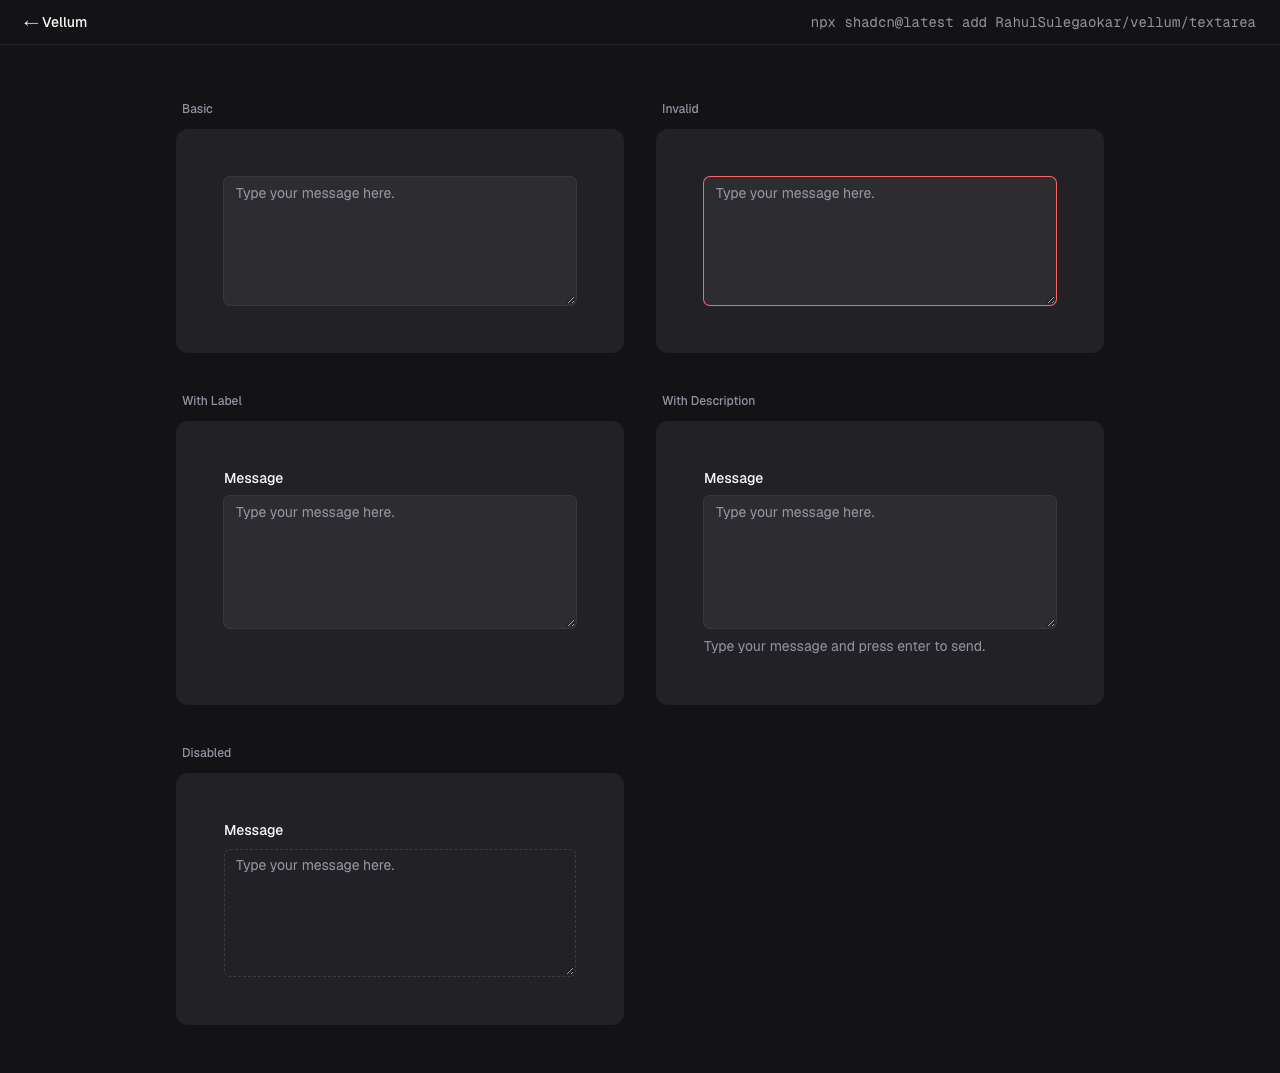 ← Vellum
npx shadcn@latest add RahulSulegaokar/vellum/textarea
Basic
Type your message here.
Invalid
Type your message here.
With Label
Message
Type your message here.
With Description
Message
Type your message here.
Type your message and press enter to send.
Disabled
Message
Type your message here.